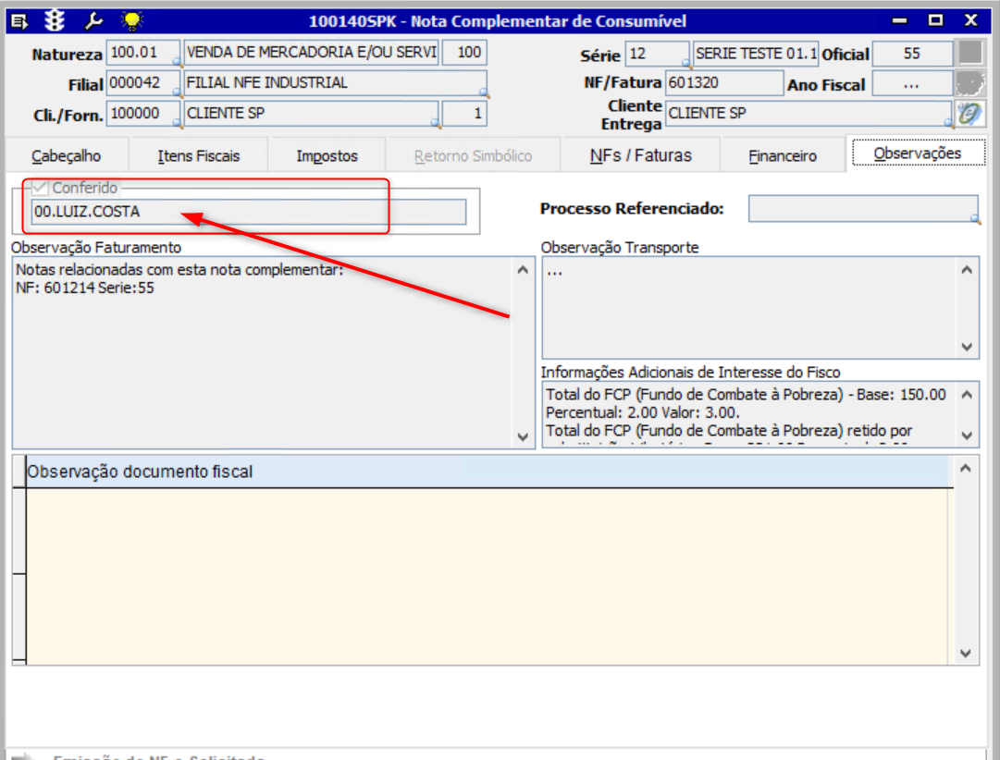 100140SPK - Nota Complementar de Consumível
Natureza 100.01 VENDA DE MERCADORIA E/OU SERVI 100 Série 12 SERIE TESTE 01.1 Oficial 55
Filial 000042 FILIAL NFE INDUSTRIAL NF/Fatura 601320 Ano Fiscal ...
Cli./Forn. 100000 CLIENTE SP 1 Cliente Entrega CLIENTE SP
Cabeçalho Itens Fiscais Impostos Retorno Simbólico NFs / Faturas Financeiro Observações
Conferido
00.LUIZ.COSTA
Processo Referenciado:
Observação Faturamento
Notas relacionadas com esta nota complementar:
NF: 601214 Serie:55
Observação Transporte
...
Informações Adicionais de Interesse do Fisco
Total do FCP (Fundo de Combate à Pobreza) - Base: 150.00
Percentual: 2.00 Valor: 3.00.
Total do FCP (Fundo de Combate à Pobreza) retido por
Observação documento fiscal